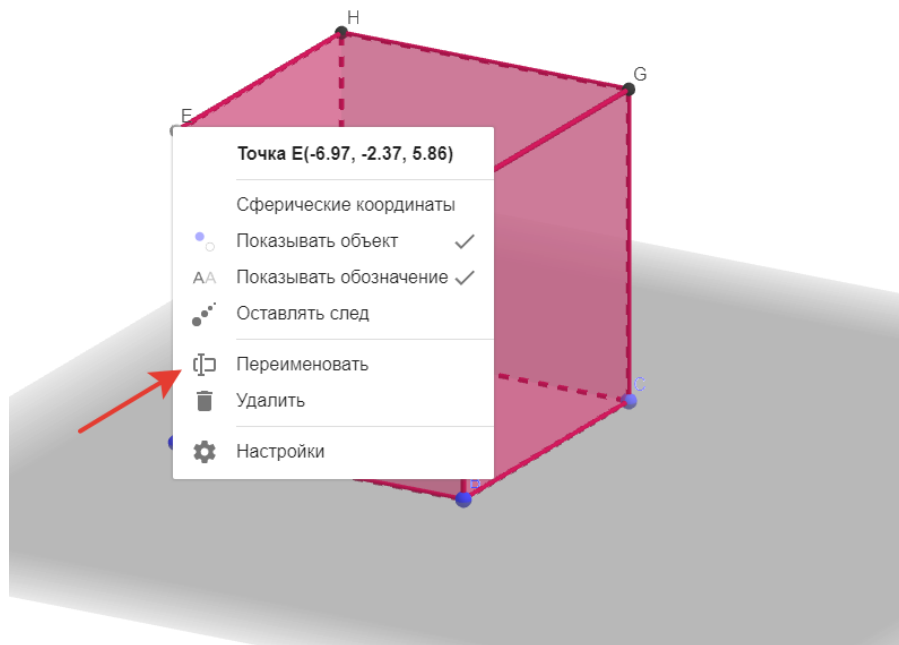 H
G
E
Точка E(-6.97, -2.37, 5.86)
Сферические координаты
Показывать объект
AA Показывать обозначение
Оставлять след
Переименовать
C
Удалить
Настройки